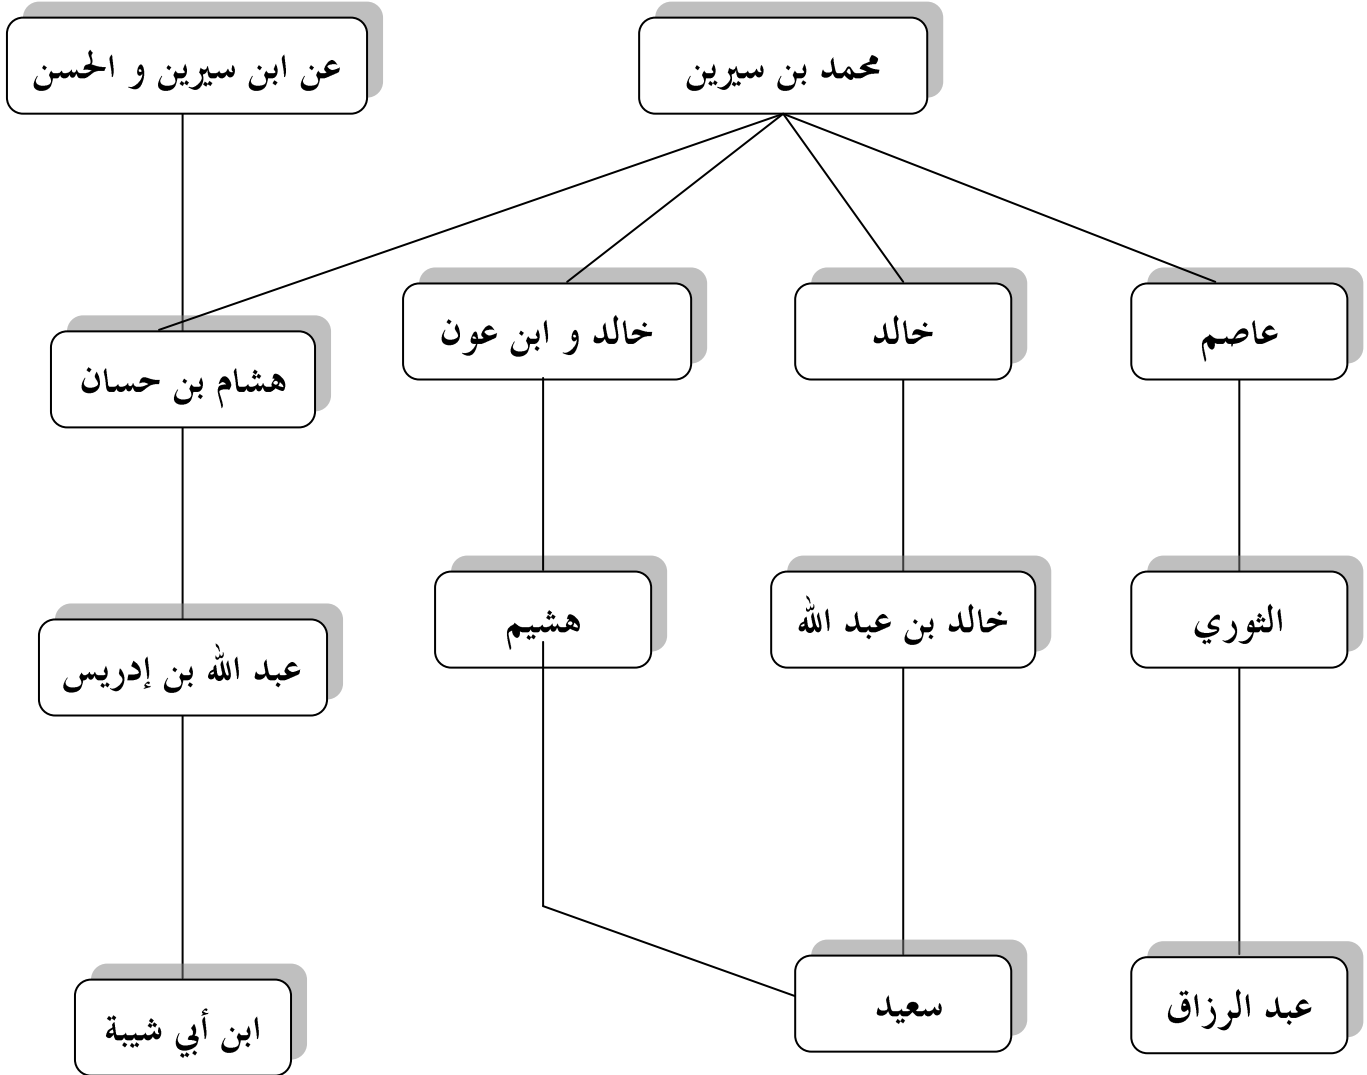 محمد بن سيرين
عن ابن سيرين و الحسن
عاصم
خالد
خالد و ابن عون
هشام بن حسان
الثوري
خالد بن عبد الله
هشيم
عبد الله بن إدريس
عبد الرزاق
سعيد
ابن أبي شيبة